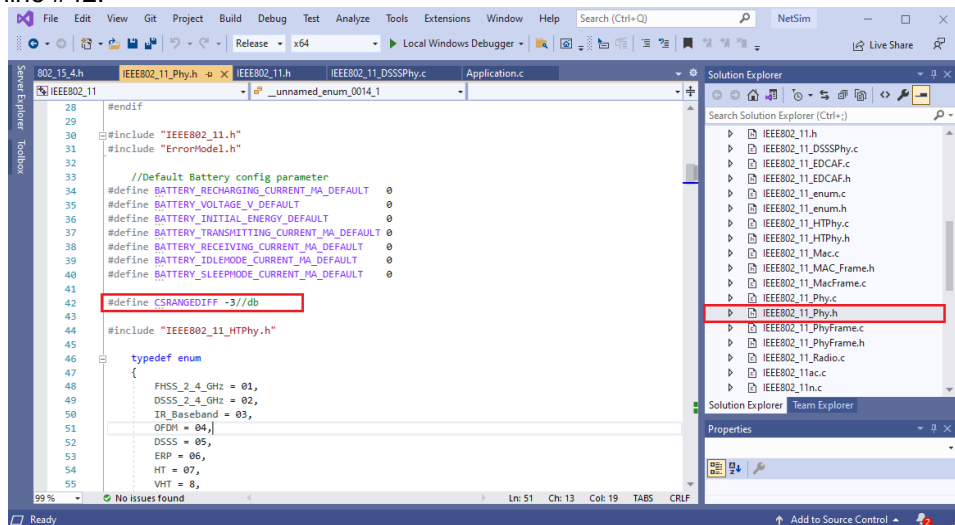 line #42.
File Edit View Git Project Build Debug Test Analyze Tools Extensions Window Help Search (Ctrl+Q) NetSim
Release x64 Local Windows Debugger Live Share
Server Explorer
Toolbox
802_15_4.h IEEE802_11_Phy.h IEEE802_11.h IEEE802_11_DSSSPhy.c Application.c
IEEE802_11 __unnamed_enum_0014_1
28 #endif
29
30 #include "IEEE802_11.h"
31 #include "ErrorModel.h"
32
33 //Default Battery config parameter
34 #define BATTERY_RECHARGING_CURRENT_MA_DEFAULT 0
35 #define BATTERY_VOLTAGE_V_DEFAULT 0
36 #define BATTERY_INITIAL_ENERGY_DEFAULT 0
37 #define BATTERY_TRANSMITTING_CURRENT_MA_DEFAULT 0
38 #define BATTERY_RECEIVING_CURRENT_MA_DEFAULT 0
39 #define BATTERY_IDLEMODE_CURRENT_MA_DEFAULT 0
40 #define BATTERY_SLEEPMODE_CURRENT_MA_DEFAULT 0
41
42 #define CSRANGEDIFF -3//db
43
44 #include "IEEE802_11_HTPhy.h"
45
46 typedef enum
47 {
48 FHSS_2_4_GHz = 01,
49 DSSS_2_4_GHz = 02,
50 IR_Baseband = 03,
51 OFDM = 04,
52 DSSS = 05,
53 ERP = 06,
54 HT = 07,
55 VHT = 8,
99 % No issues found Ln: 51 Ch: 13 Col: 19 TABS CRLF
Solution Explorer
Search Solution Explorer (Ctrl+;)
IEEE802_11.h
IEEE802_11_DSSSPhy.c
IEEE802_11_EDCAF.c
IEEE802_11_EDCAF.h
IEEE802_11_enum.c
IEEE802_11_enum.h
IEEE802_11_HTPhy.c
IEEE802_11_HTPhy.h
IEEE802_11_Mac.c
IEEE802_11_MAC_Frame.h
IEEE802_11_MacFrame.c
IEEE802_11_Phy.c
IEEE802_11_Phy.h
IEEE802_11_PhyFrame.c
IEEE802_11_PhyFrame.h
IEEE802_11_Radio.c
IEEE802_11ac.c
IEEE802_11n.c
Solution Explorer Team Explorer
Properties
Ready Add to Source Control 2